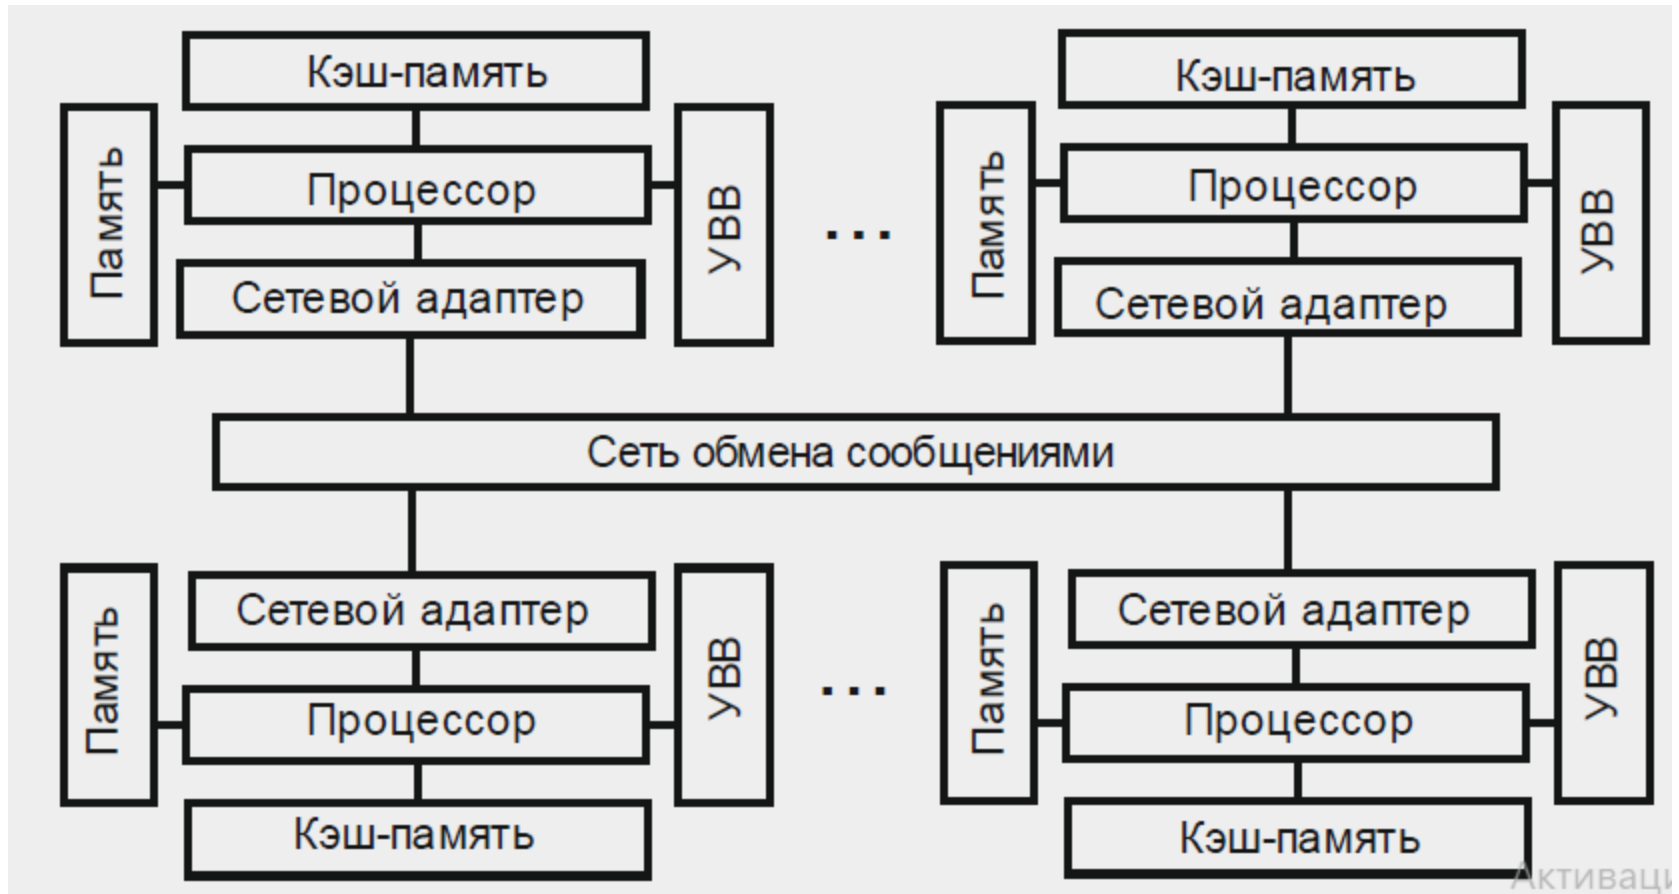 Кэш-память
Память
Процессор
УВВ
Сетевой адаптер
...
Кэш-память
Память
Процессор
УВВ
Сетевой адаптер
Сеть обмена сообщениями
Память
Сетевой адаптер
УВВ
Процессор
Кэш-память
...
Память
Сетевой адаптер
УВВ
Процессор
Кэш-память
Активаци